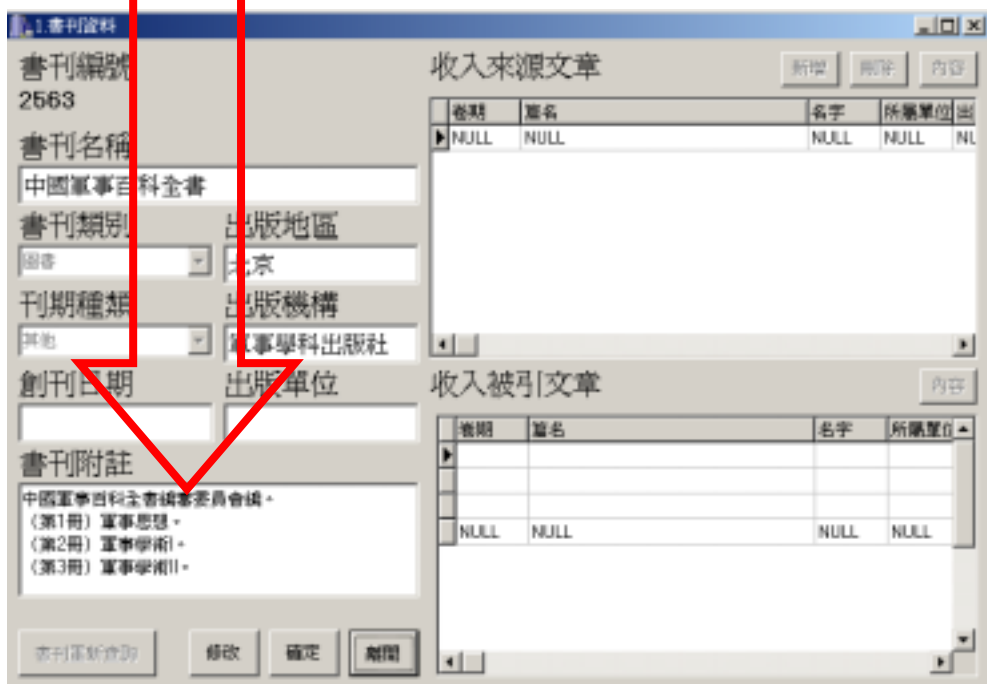 1.書刊資料
書刊編號
2563
書刊名稱
中國軍事百科全書
書刊類別 出版地區
圖書 北京
刊期種類 出版機構
其他 軍事學科出版社
創刊日期 出版單位
書刊附註
中國軍事百科全書編審委員會編。
(第1冊) 軍事思想。
(第2冊) 軍事學術I。
(第3冊) 軍事學術II。
書刊重新查詢 修改 確定 離開
收入來源文章 新增 刪除 內容
卷期 篇名 名字 所屬單位 出
NULL NULL NULL NULL NL
收入被引文章 內容
卷期 篇名 名字 所屬單位
NULL NULL NULL NULL